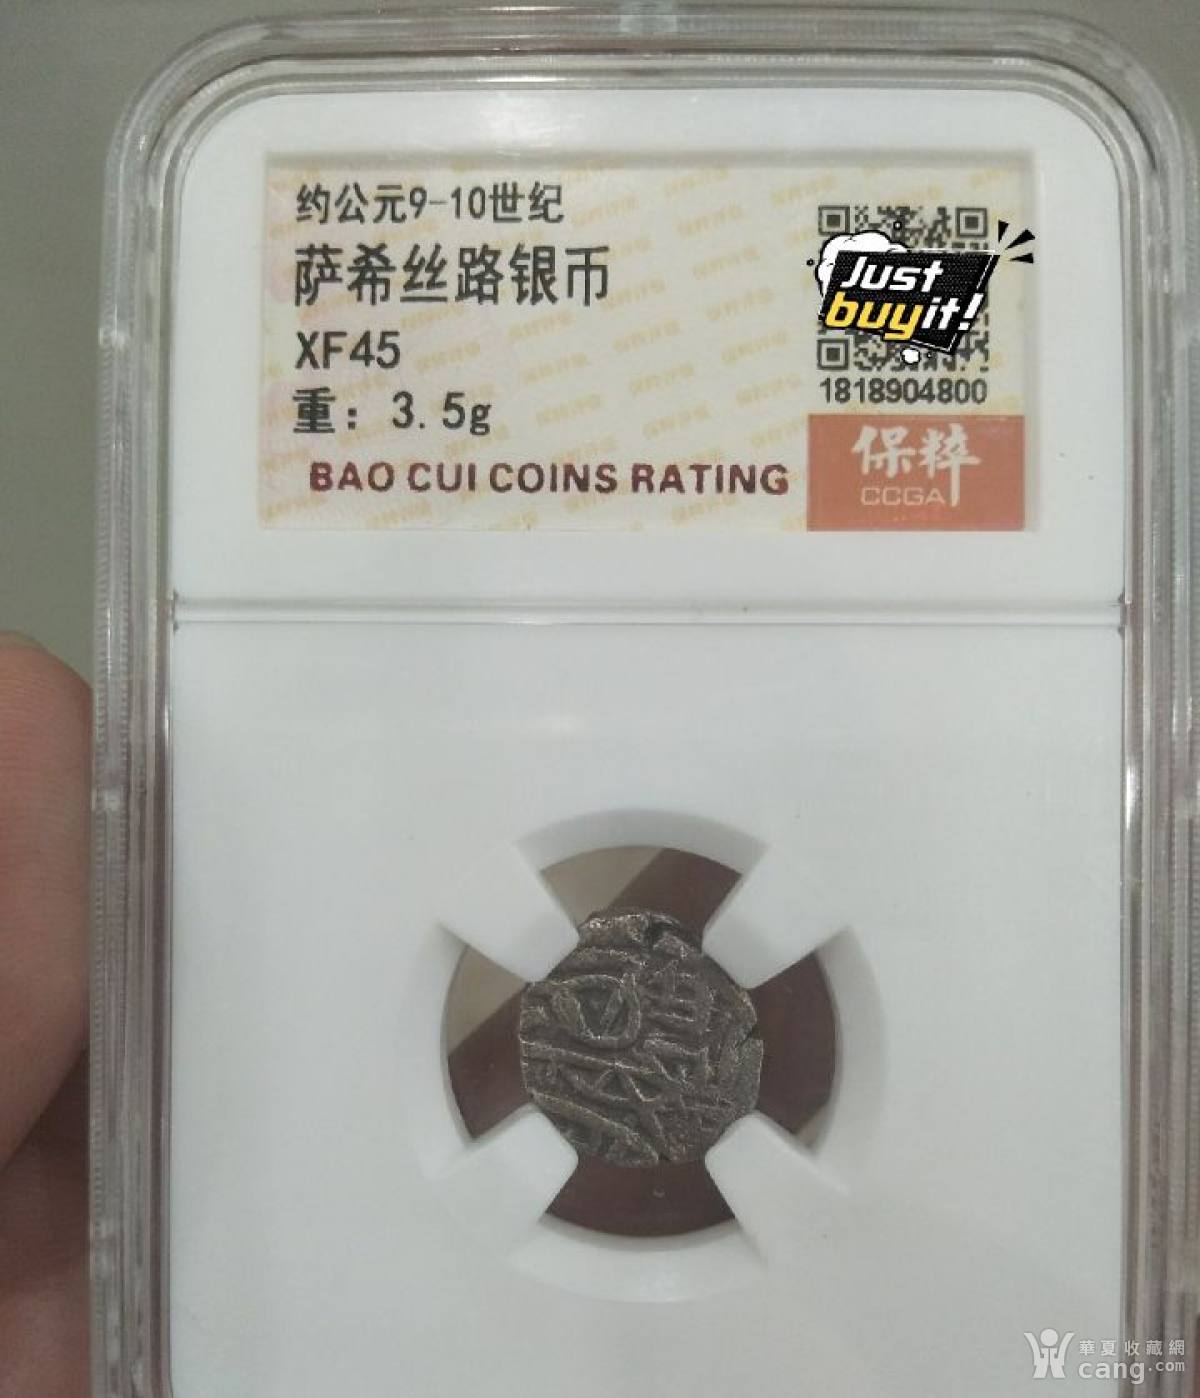 约公元9-10世纪
萨希丝路银币
XF45
重: 3.5g
BAO CUI COINS RATING
Just
buyit!
1818904800
保粹
CCGA
華夏收藏網
cang.com